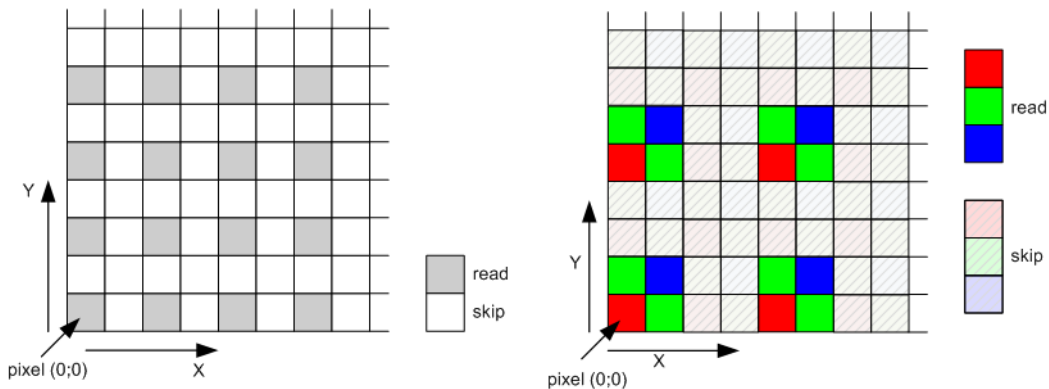 Y
read
skip
pixel (0;0)
X
read
skip
Y
X
pixel (0;0)